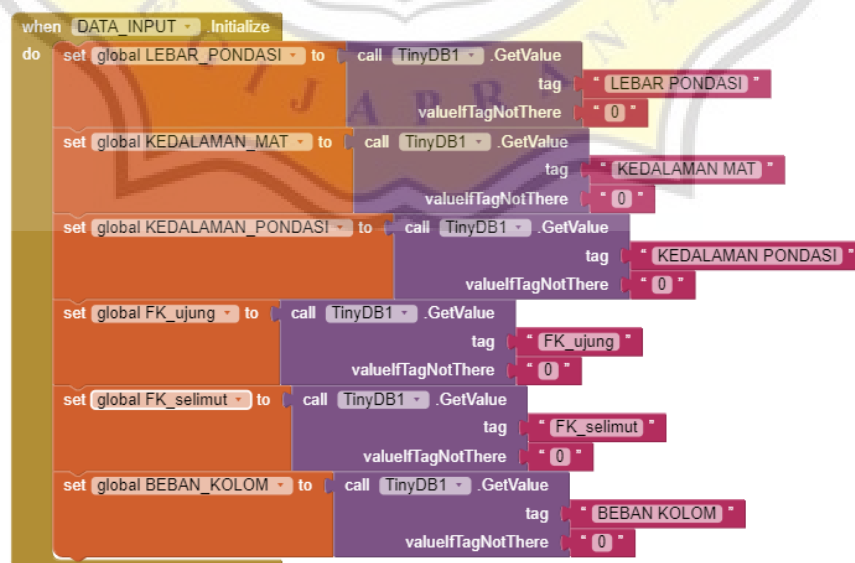 when DATA_INPUT .Initialize
do set global LEBAR_PONDASI to call TinyDB1 .GetValue
tag " LEBAR PONDASI "
valueIfTagNotThere " 0 "
set global KEDALAMAN_MAT to call TinyDB1 .GetValue
tag " KEDALAMAN MAT "
valueIfTagNotThere " 0 "
set global KEDALAMAN_PONDASI to call TinyDB1 .GetValue
tag " KEDALAMAN PONDASI "
valueIfTagNotThere " 0 "
set global FK_ujung to call TinyDB1 .GetValue
tag " FK_ujung "
valueIfTagNotThere " 0 "
set global FK_selimut to call TinyDB1 .GetValue
tag " FK_selimut "
valueIfTagNotThere " 0 "
set global BEBAN_KOLOM to call TinyDB1 .GetValue
tag " BEBAN KOLOM "
valueIfTagNotThere " 0 "
IJAPRANA